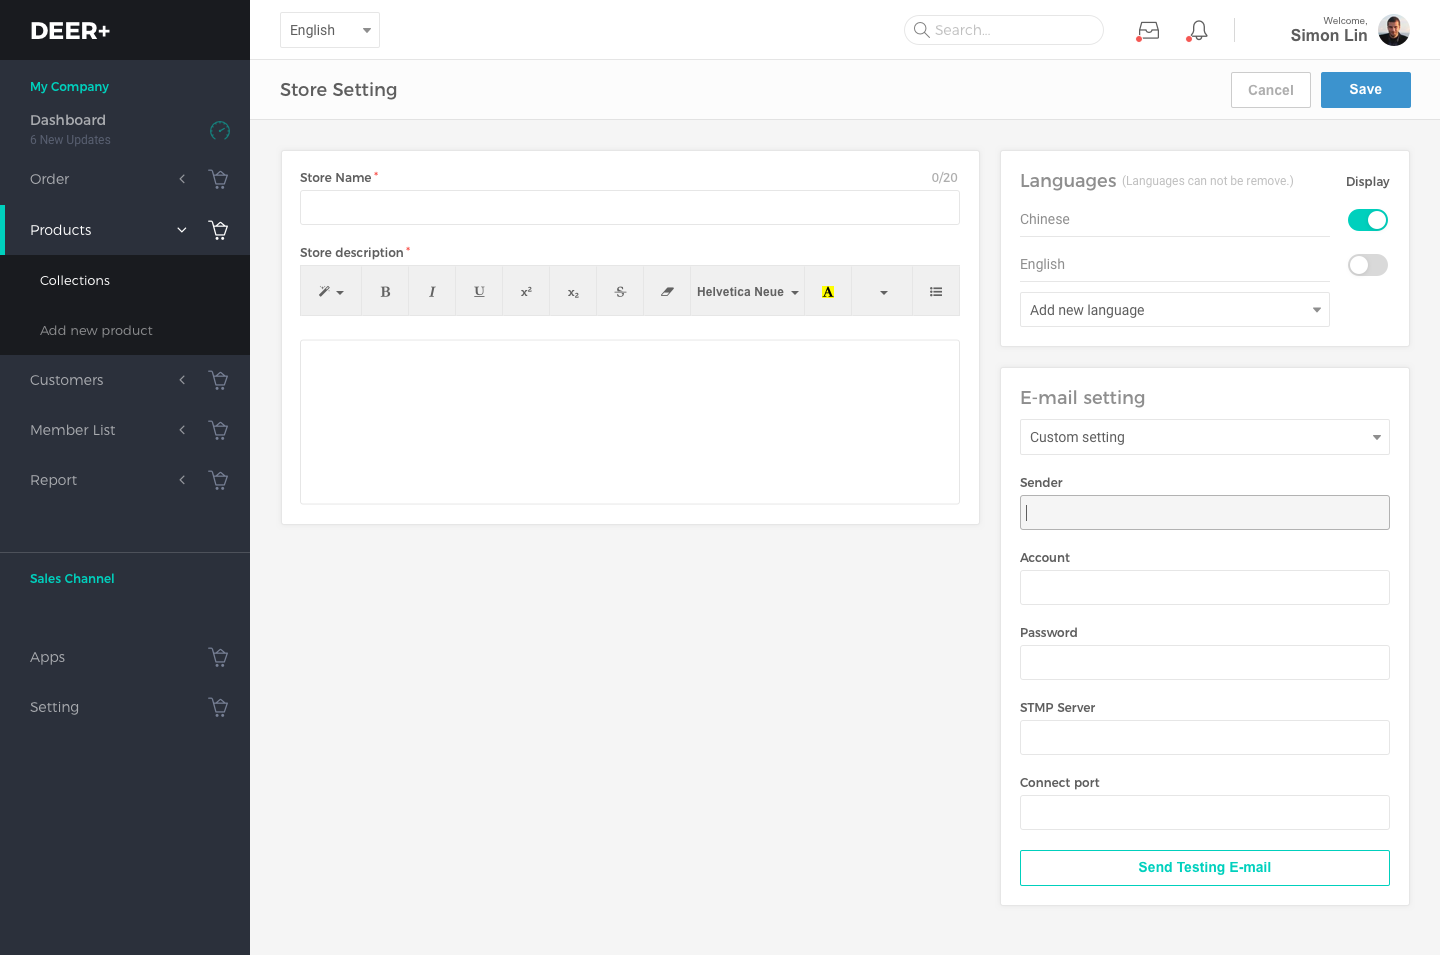 DEER+
English
Search...
Welcome,
Simon Lin
My Company
Dashboard
6 New Updates
Order
Products
Collections
Add new product
Customers
Member List
Report
Sales Channel
Apps
Setting
Store Setting
Cancel
Save
Store Name*
0/20
Store description*
B
I
U
x²
x₂
S
Helvetica Neue
A
Languages (Languages can not be remove.)
Display
Chinese
English
Add new language
E-mail setting
Custom setting
Sender
Account
Password
STMP Server
Connect port
Send Testing E-mail